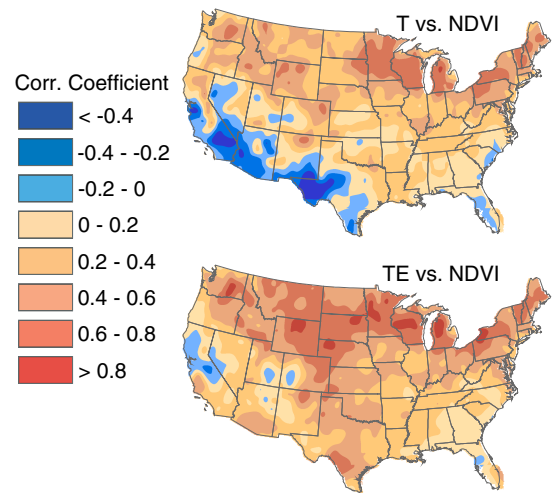 T vs. NDVI
Corr. Coefficient
< -0.4
-0.4 - -0.2
-0.2 - 0
0 - 0.2
0.2 - 0.4
0.4 - 0.6
0.6 - 0.8
> 0.8
TE vs. NDVI